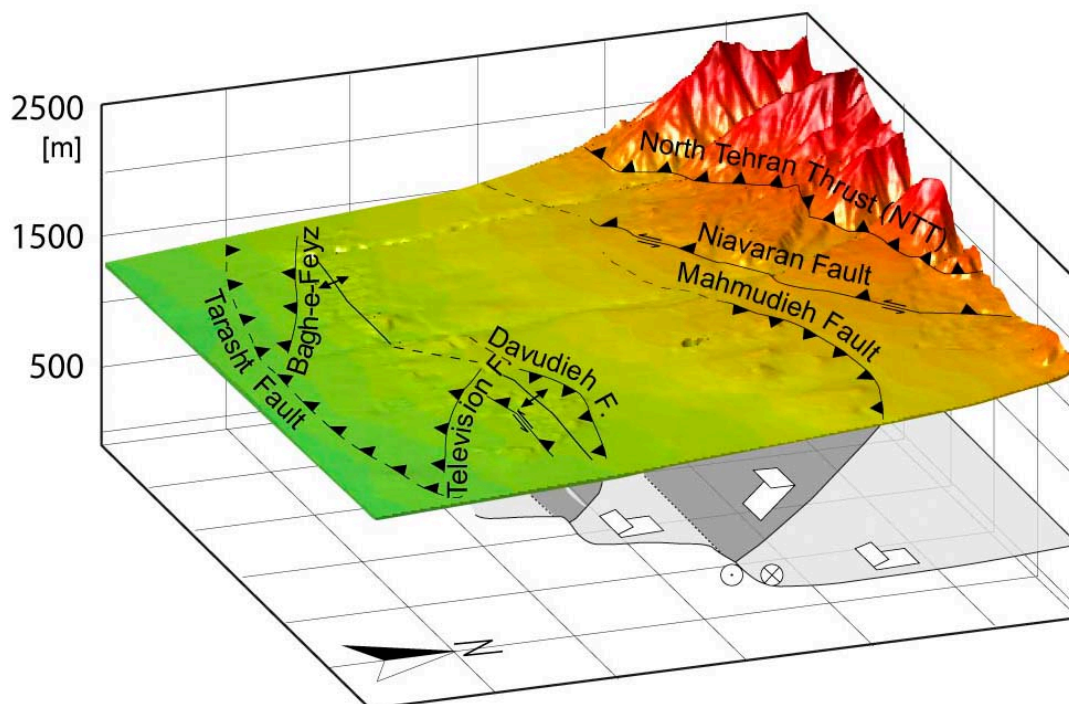 2500
[m]
1500
500
North Tehran Thrust (NTT)
Niavaran Fault
Mahmudieh Fault
Bagh-e-Feyz
Tarasht Fault
Davudieh F.
Television F.
N